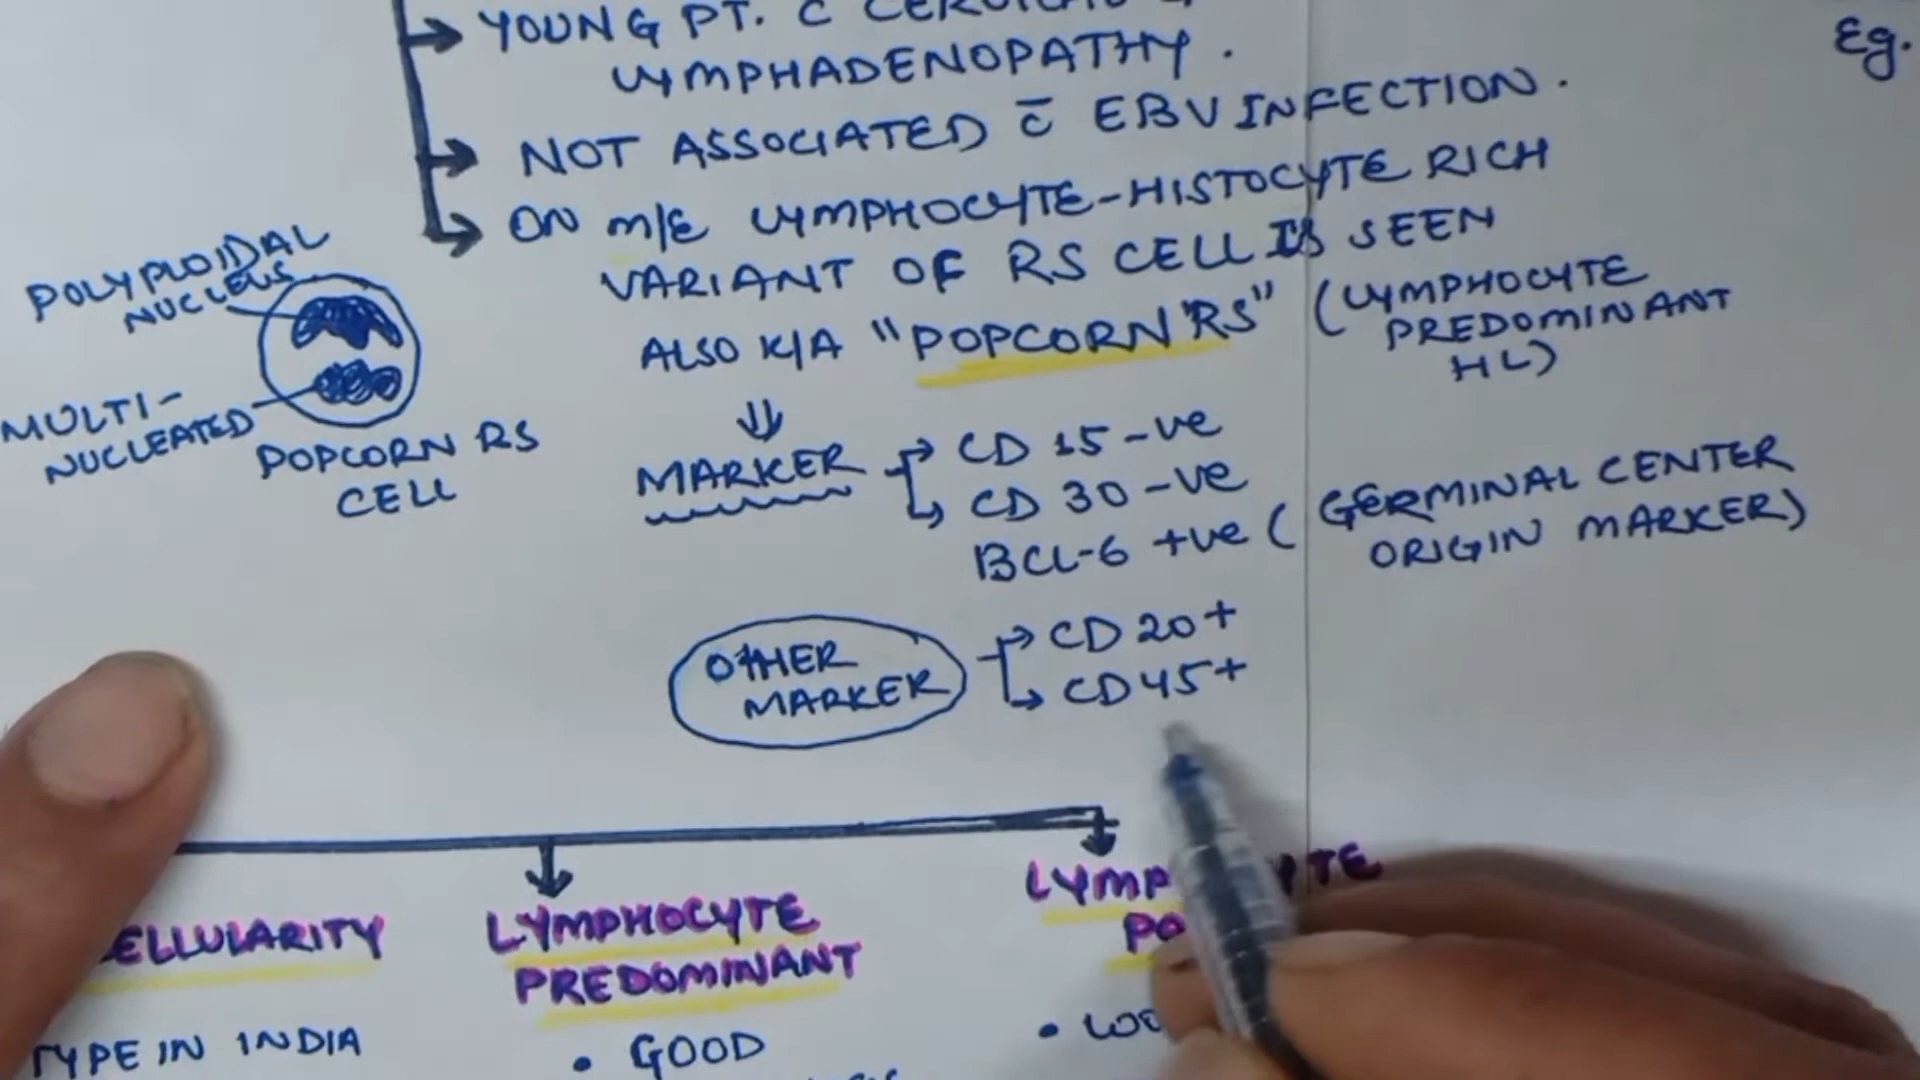 YOUNG PT. C̄
LYMPHADENOPATHY.
Eg.
NOT ASSOCIATED C̄ EBV INFECTION.
ON M/E LYMPHOCYTE-HISTOCYTE RICH
VARIANT OF RS CELL IS SEEN
ALSO K/A "POPCORN RS" (LYMPHOCYTE
PREDOMINANT
HL)
POLYPLOIDAL
NUCLEUS
MULTI-
NUCLEATED
POPCORN RS
CELL
MARKER
CD 15 -ve
CD 30 -ve
BCL-6 +ve (GERMINAL CENTER
ORIGIN MARKER)
OTHER
MARKER
CD 20+
CD 45+
ELLULARITY
TYPE IN INDIA
LYMPHOCYTE
PREDOMINANT
• GOOD